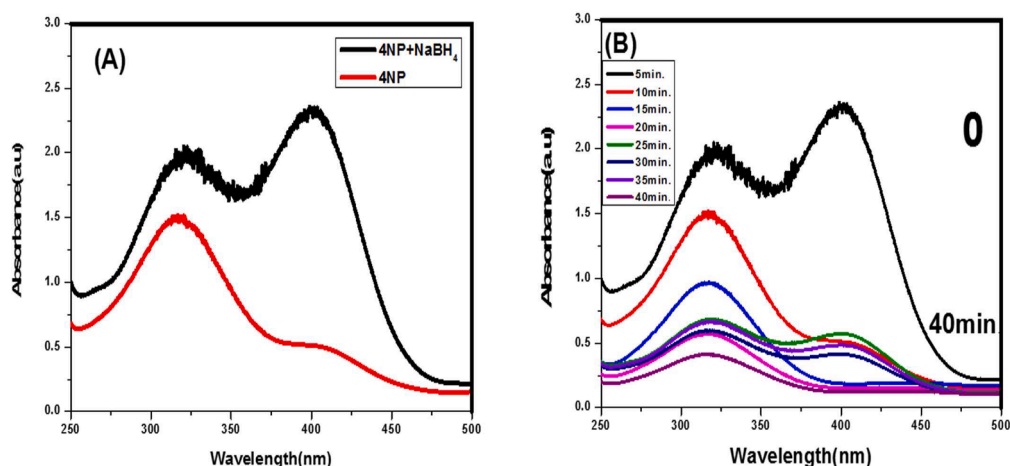 (A)
4NP+NaBH4
4NP
3.0
2.5
2.0
1.5
1.0
0.5
0.0
250 300 350 400 450 500
Absorbance(a.u)
Wavelength(nm)
(B)
5min.
10min.
15min.
20min.
25min.
30min.
35min.
40min.
0
40min.
3.0
2.5
2.0
1.5
1.0
0.5
0.0
250 300 350 400 450 500
Absorbance(a.u)
Wavelength(nm)